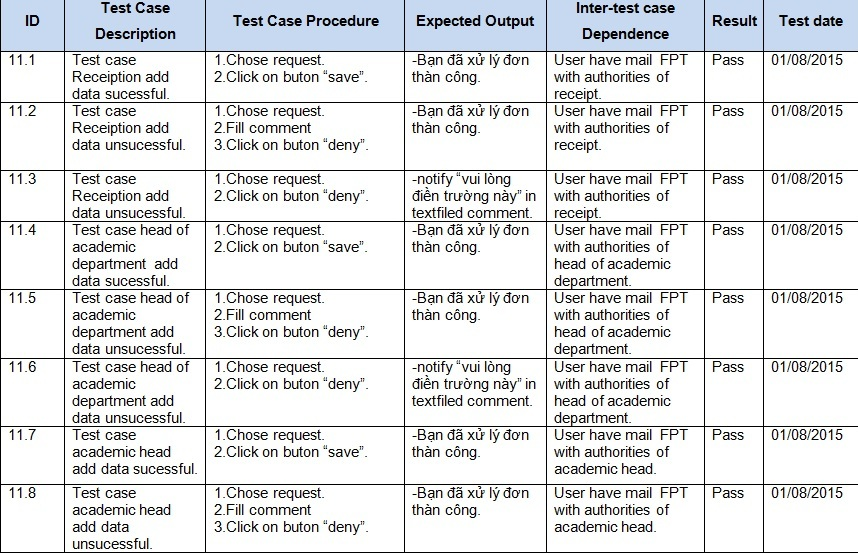 ID
Test Case
Description
Test Case Procedure
Expected Output
Inter-test case
Dependence
Result
Test date
11.1
Test case
Receiption add
data sucessful.
1.Chose request.
2.Click on buton “save”.
-Bạn đã xử lý đơn
thàn công.
User have mail FPT
with authorities of
receipt.
Pass
01/08/2015
11.2
Test case
Receiption add
data unsucessful.
1.Chose request.
2.Fill comment
3.Click on buton “deny”.
-Bạn đã xử lý đơn
thàn công.
User have mail FPT
with authorities of
receipt.
Pass
01/08/2015
11.3
Test case
Receiption add
data unsucessful.
1.Chose request.
2.Click on buton “deny”.
-notify “vui lòng
điền trường này” in
textfiled comment.
User have mail FPT
with authorities of
receipt.
Pass
01/08/2015
11.4
Test case head of
academic
department add
data sucessful.
1.Chose request.
2.Click on buton “save”.
-Bạn đã xử lý đơn
thàn công.
User have mail FPT
with authorities of
head of academic
department.
Pass
01/08/2015
11.5
Test case head of
academic
department add
data unsucessful.
1.Chose request.
2.Fill comment
3.Click on buton “deny”.
-Bạn đã xử lý đơn
thàn công.
User have mail FPT
with authorities of
head of academic
department.
Pass
01/08/2015
11.6
Test case head of
academic
department add
data unsucessful.
1.Chose request.
2.Click on buton “deny”.
-notify “vui lòng
điền trường này” in
textfiled comment.
User have mail FPT
with authorities of
head of academic
department.
Pass
01/08/2015
11.7
Test case
academic head
add data sucessful.
1.Chose request.
2.Click on buton “save”.
-Bạn đã xử lý đơn
thàn công.
User have mail FPT
with authorities of
academic head.
Pass
01/08/2015
11.8
Test case
academic head
add data
unsucessful.
1.Chose request.
2.Fill comment
3.Click on buton “deny”.
-Bạn đã xử lý đơn
thàn công.
User have mail FPT
with authorities of
academic head.
Pass
01/08/2015